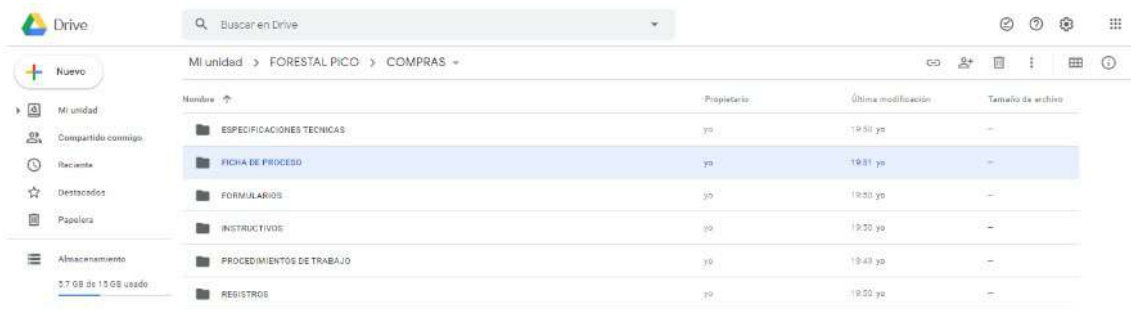 Drive
Buscar en Drive
Nuevo
Mi unidad > FORESTAL PICO > COMPRAS
Nombre ↑ Propietario Última modificación Tamaño de archivo
Mi unidad
Compartido conmigo
Reciente
Destacados
Papelera
Almacenamiento
5.7 GB de 15 GB usado
ESPECIFICACIONES TECNICAS yo 19:50 yo –
FICHA DE PROCESO yo 19:51 yo –
FORMULARIOS yo 19:50 yo –
INSTRUCTIVOS yo 19:50 yo –
PROCEDIMIENTOS DE TRABAJO yo 19:49 yo –
REGISTROS yo 19:50 yo –